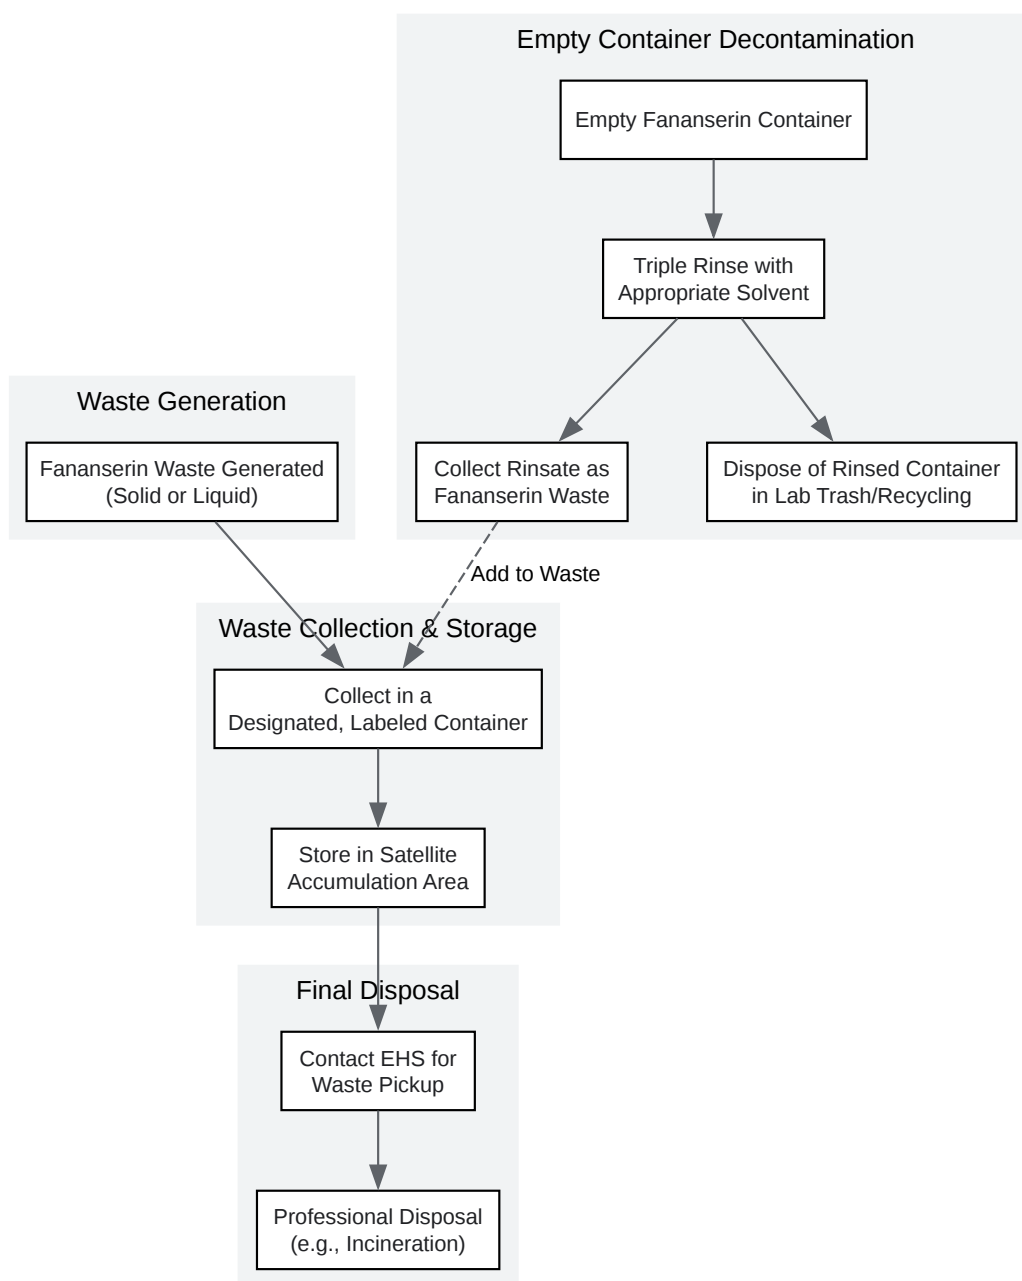 Empty Container Decontamination
Empty Fananserin Container
Triple Rinse with
Appropriate Solvent
Waste Generation
Fananserin Waste Generated
(Solid or Liquid)
Collect Rinsate as
Fananserin Waste
Dispose of Rinsed Container
in Lab Trash/Recycling
Add to Waste
Waste Collection & Storage
Collect in a
Designated, Labeled Container
Store in Satellite
Accumulation Area
Final Disposal
Contact EHS for
Waste Pickup
Professional Disposal
(e.g., Incineration)